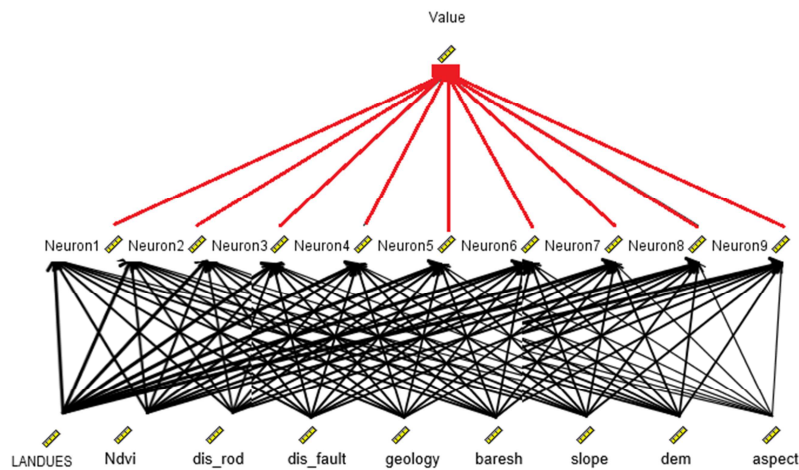 Value
Neuron1 Neuron2 Neuron3 Neuron4 Neuron5 Neuron6 Neuron7 Neuron8 Neuron9
LANDUES Ndvi dis_rod dis_fault geology baresh slope dem aspect